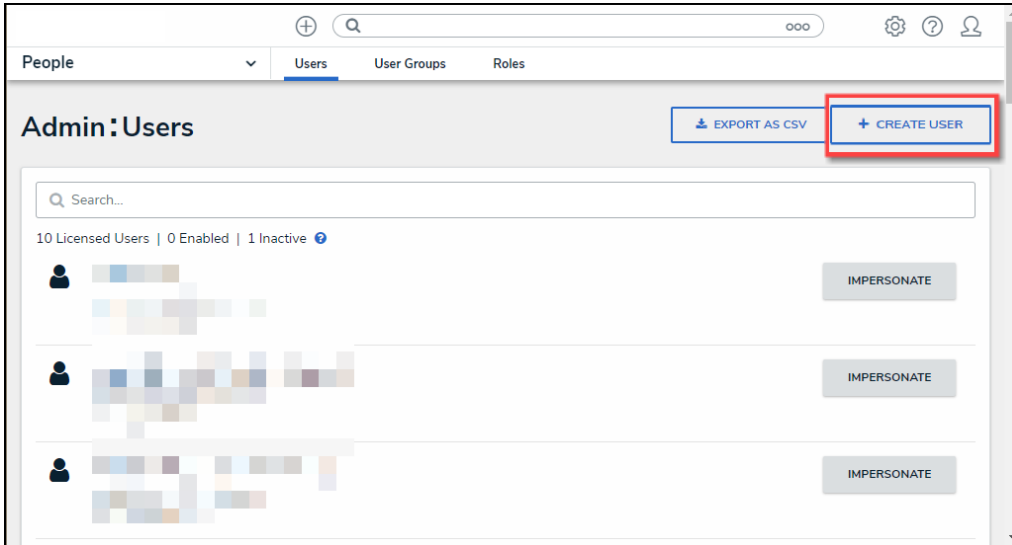 ooo
People
Users
User Groups
Roles
Admin:Users
EXPORT AS CSV
+ CREATE USER
Search...
10 Licensed Users | 0 Enabled | 1 Inactive ?
IMPERSONATE
IMPERSONATE
IMPERSONATE